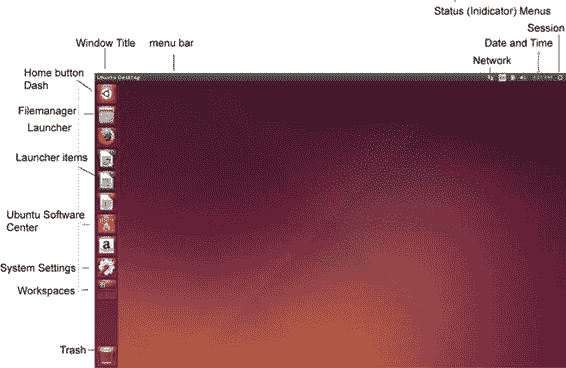 Status (Inidicator) Menus
Session
Window Title
menu bar
Date and Time
Network
Home button
Dash
Ubuntu Desktop
Filemanager
Launcher
Launcher items
Ubuntu Software
Center
a
System Settings
Workspaces
Trash